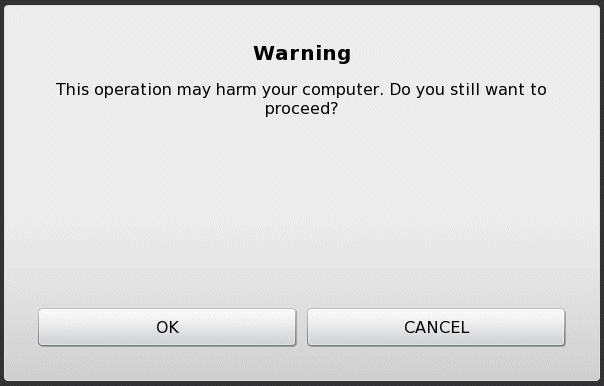 Warning
This operation may harm your computer. Do you still want to
proceed?
OK
CANCEL